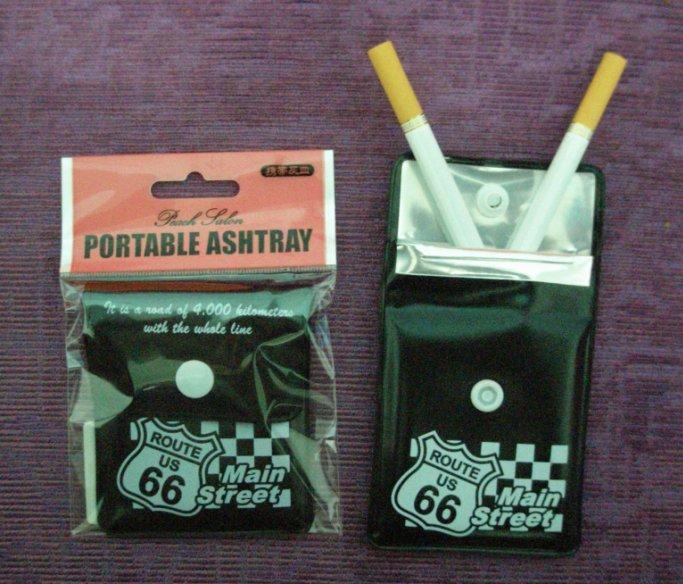 携帯灰皿
Peach Salon
PORTABLE ASHTRAY
It is a road of 4,000 kilometers
with the whole line
ROUTE
US
66
Main
Street
ROUTE
US
66
Main
Street